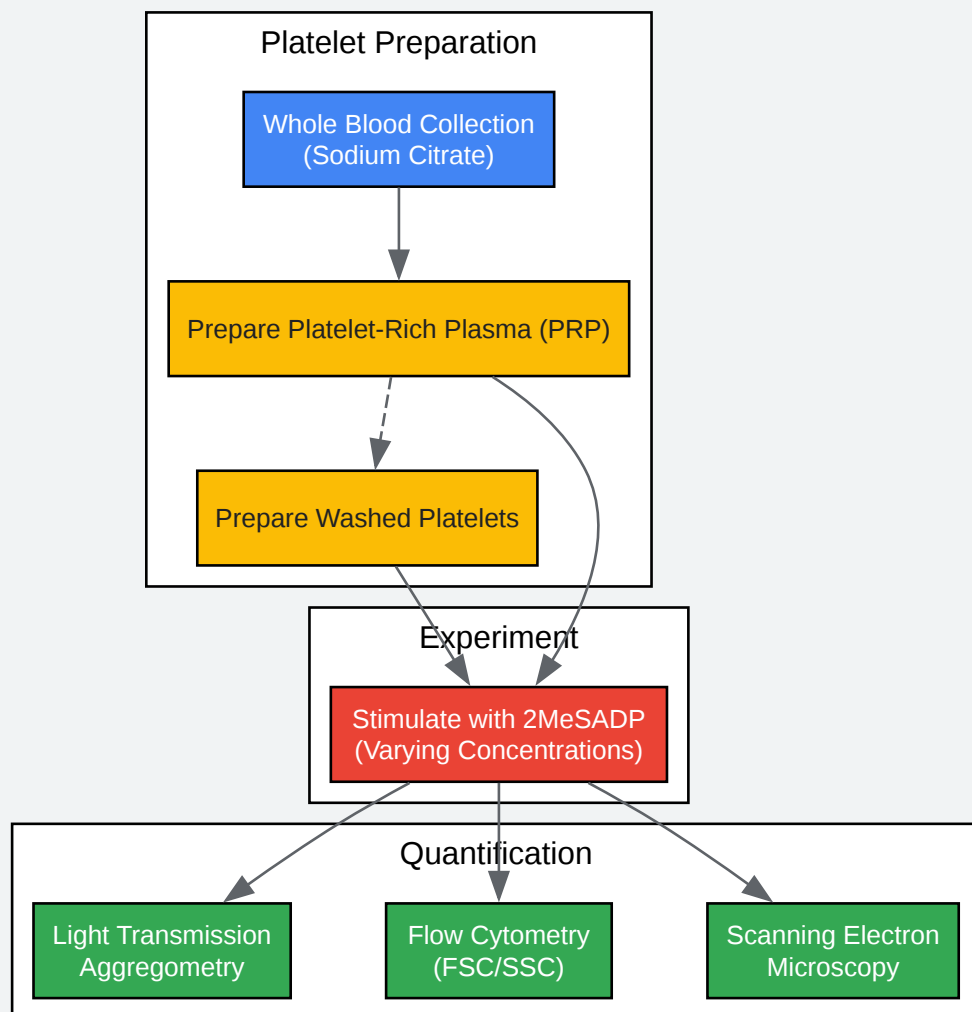 Platelet Preparation
Whole Blood Collection
(Sodium Citrate)
Prepare Platelet-Rich Plasma (PRP)
Prepare Washed Platelets
Experiment
Stimulate with 2MeSADP
(Varying Concentrations)
Quantification
Light Transmission
Aggregometry
Flow Cytometry
(FSC/SSC)
Scanning Electron
Microscopy